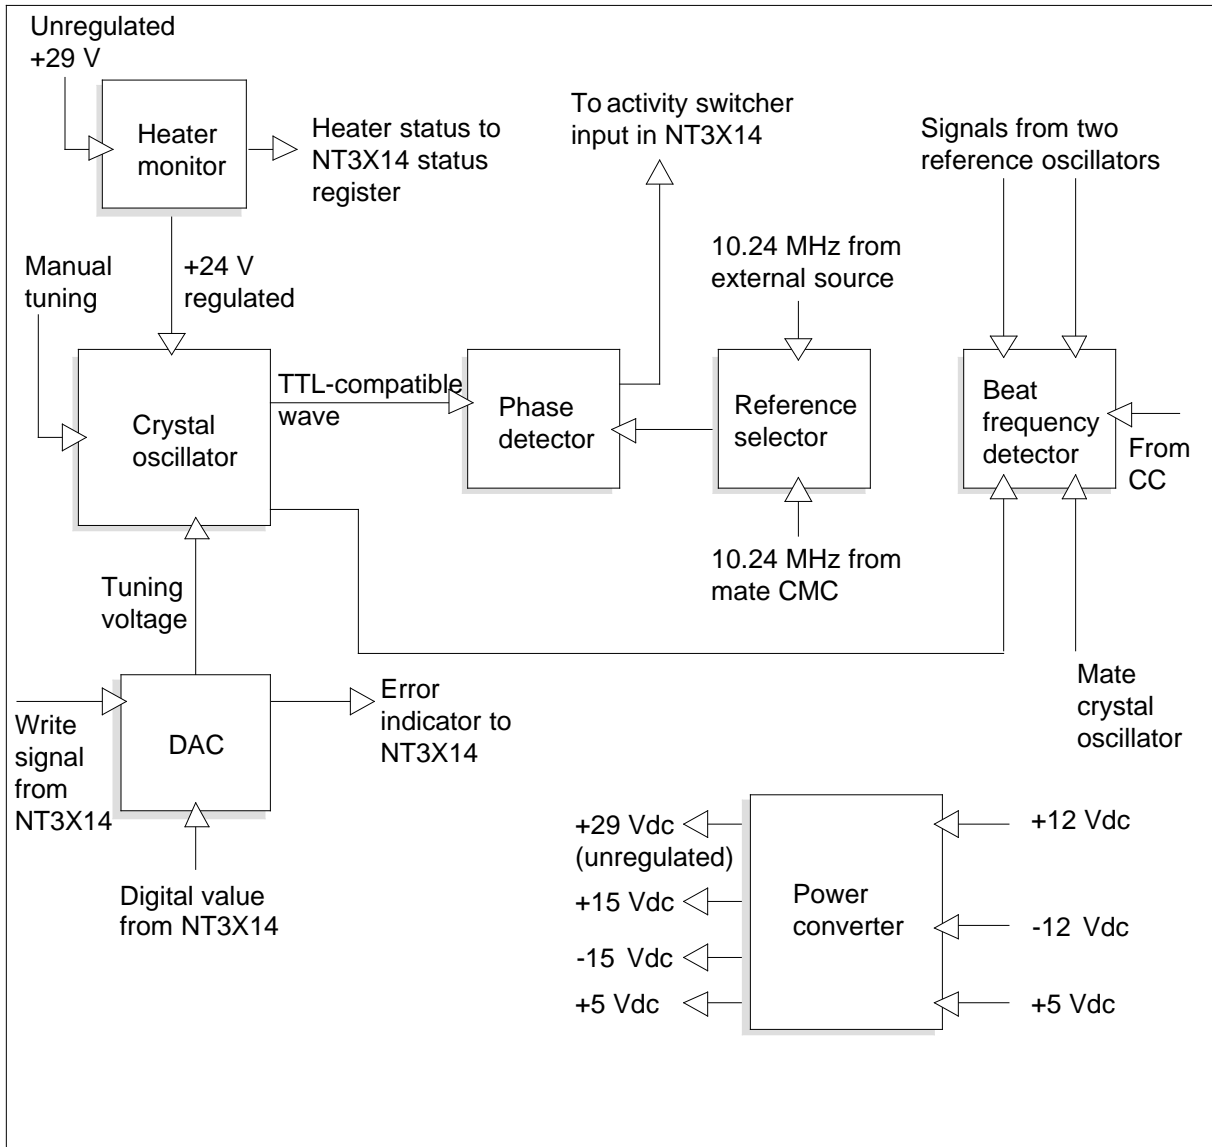 Unregulated
+29 V
Heater
monitor
Heater status to
NT3X14 status
register
To activity switcher
input in NT3X14
Signals from two
reference oscillators
Manual
tuning
+24 V
regulated
10.24 MHz from
external source
Crystal
oscillator
TTL-compatible
wave
Phase
detector
Reference
selector
Beat
frequency
detector
From
CC
10.24 MHz from
mate CMC
Tuning
voltage
Mate
crystal
oscillator
Write
signal
from
NT3X14
DAC
Error
indicator to
NT3X14
Digital value
from NT3X14
+29 Vdc
(unregulated)
+15 Vdc
-15 Vdc
+5 Vdc
Power
converter
+12 Vdc
-12 Vdc
+5 Vdc